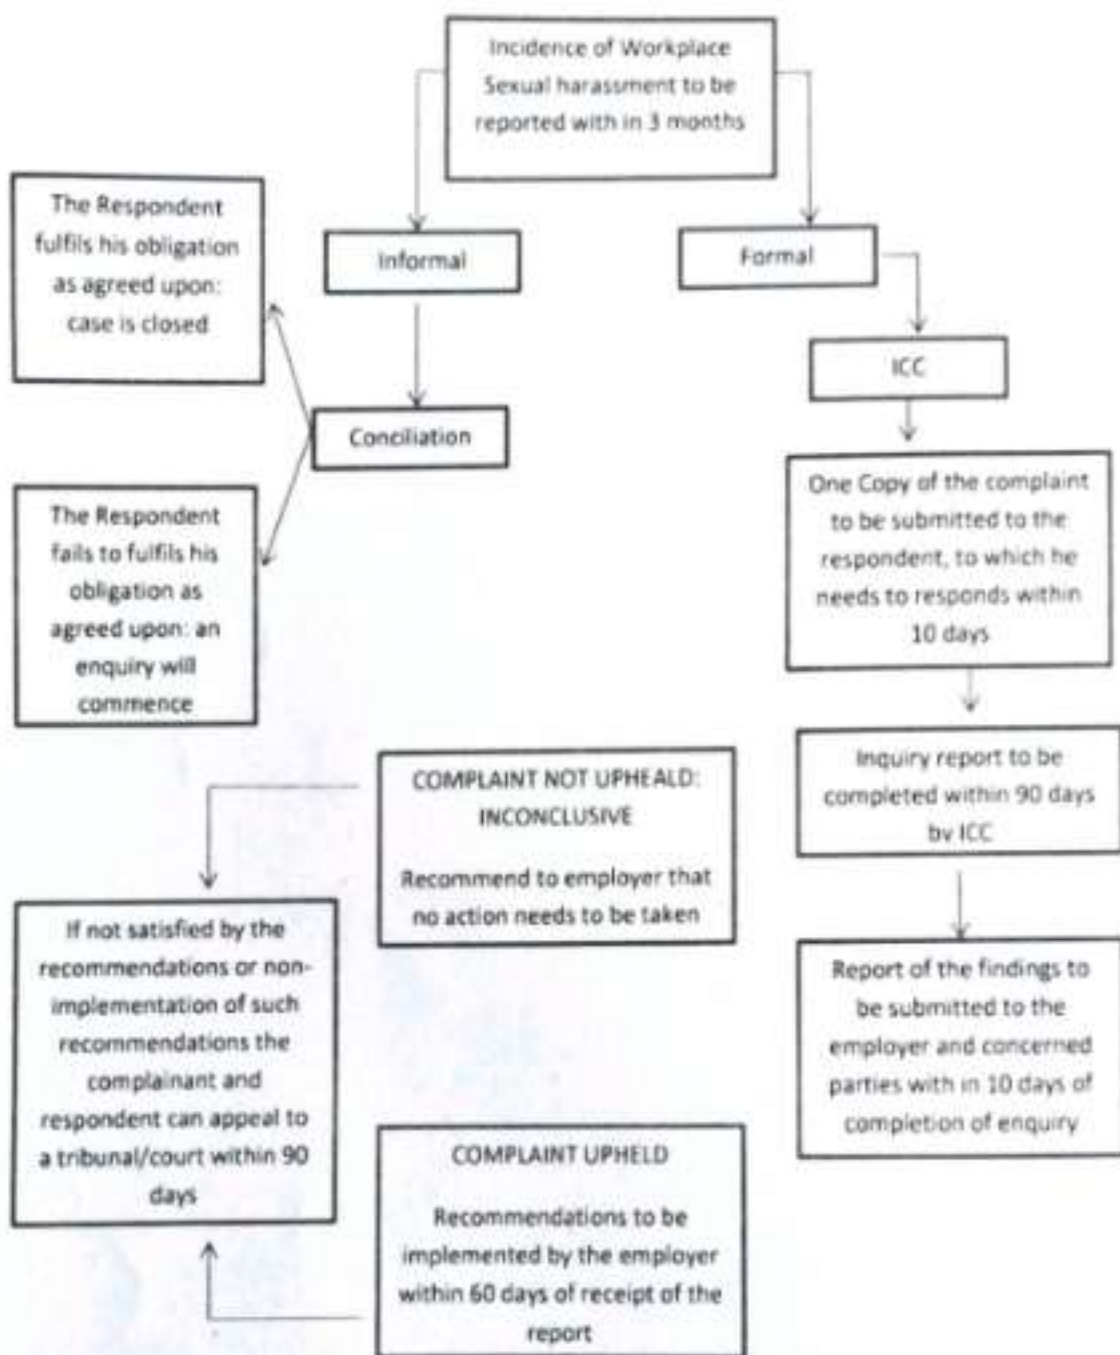 Incidence of Workplace
Sexual harassment to be
reported with in 3 months
Informal
Formal
The Respondent
fulfils his obligation
as agreed upon:
case is closed
Conciliation
The Respondent
fails to fulfils his
obligation as
agreed upon: an
enquiry will
commence
ICC
One Copy of the complaint
to be submitted to the
respondent, to which he
needs to responds within
10 days
Inquiry report to be
completed within 90 days
by ICC
Report of the findings to
be submitted to the
employer and concerned
parties with in 10 days of
completion of enquiry
COMPLAINT NOT UPHEALD:
INCONCLUSIVE
Recommend to employer that
no action needs to be taken
If not satisfied by the
recommendations or non-
implementation of such
recommendations the
complainant and
respondent can appeal to
a tribunal/court within 90
days
COMPLAINT UPHELD
Recommendations to be
implemented by the employer
within 60 days of receipt of the
report